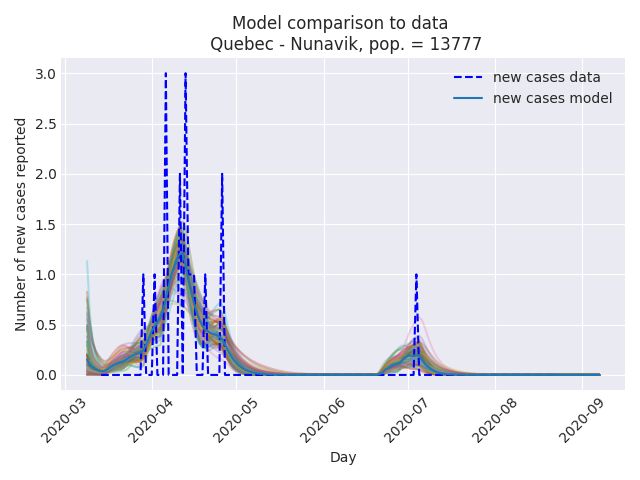 Model comparison to data
Quebec - Nunavik, pop. = 13777
new cases data
new cases model
Number of new cases reported
3.0
2.5
2.0
1.5
1.0
0.5
0.0
2020-03
2020-04
2020-05
2020-06
2020-07
2020-08
2020-09
Day